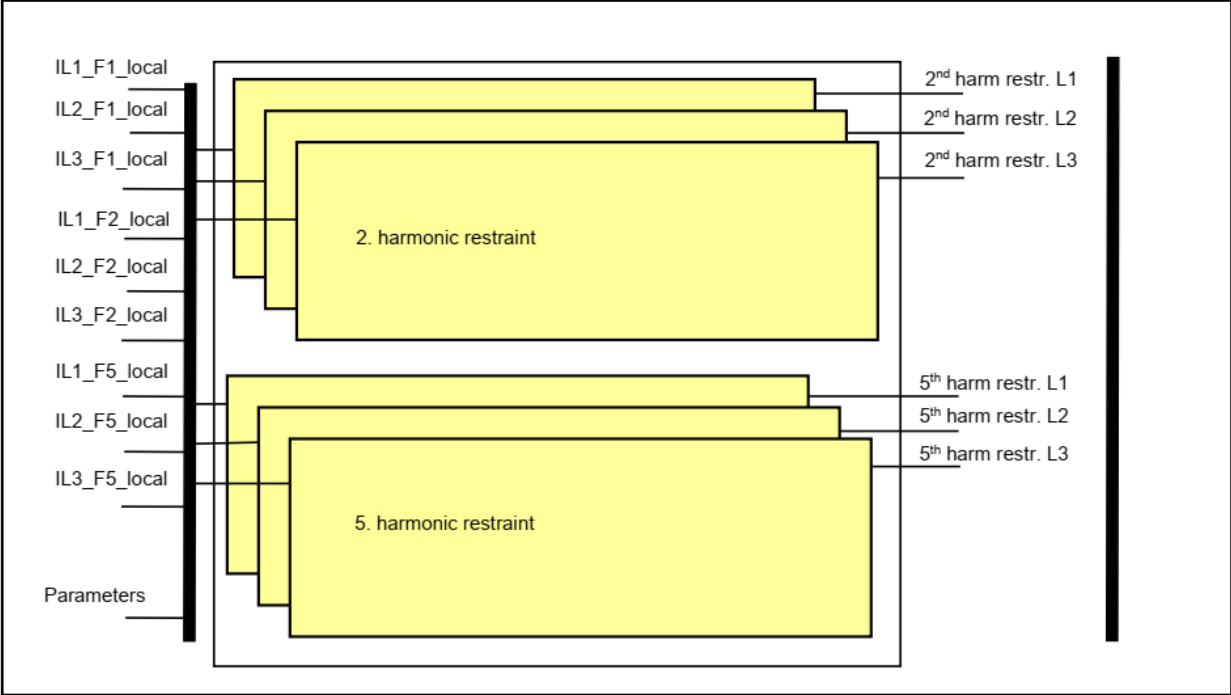 IL1_F1_local
IL2_F1_local
IL3_F1_local
IL1_F2_local
IL2_F2_local
IL3_F2_local
IL1_F5_local
IL2_F5_local
IL3_F5_local
Parameters
2. harmonic restraint
5. harmonic restraint
2nd harm restr. L1
2nd harm restr. L2
2nd harm restr. L3
5th harm restr. L1
5th harm restr. L2
5th harm restr. L3